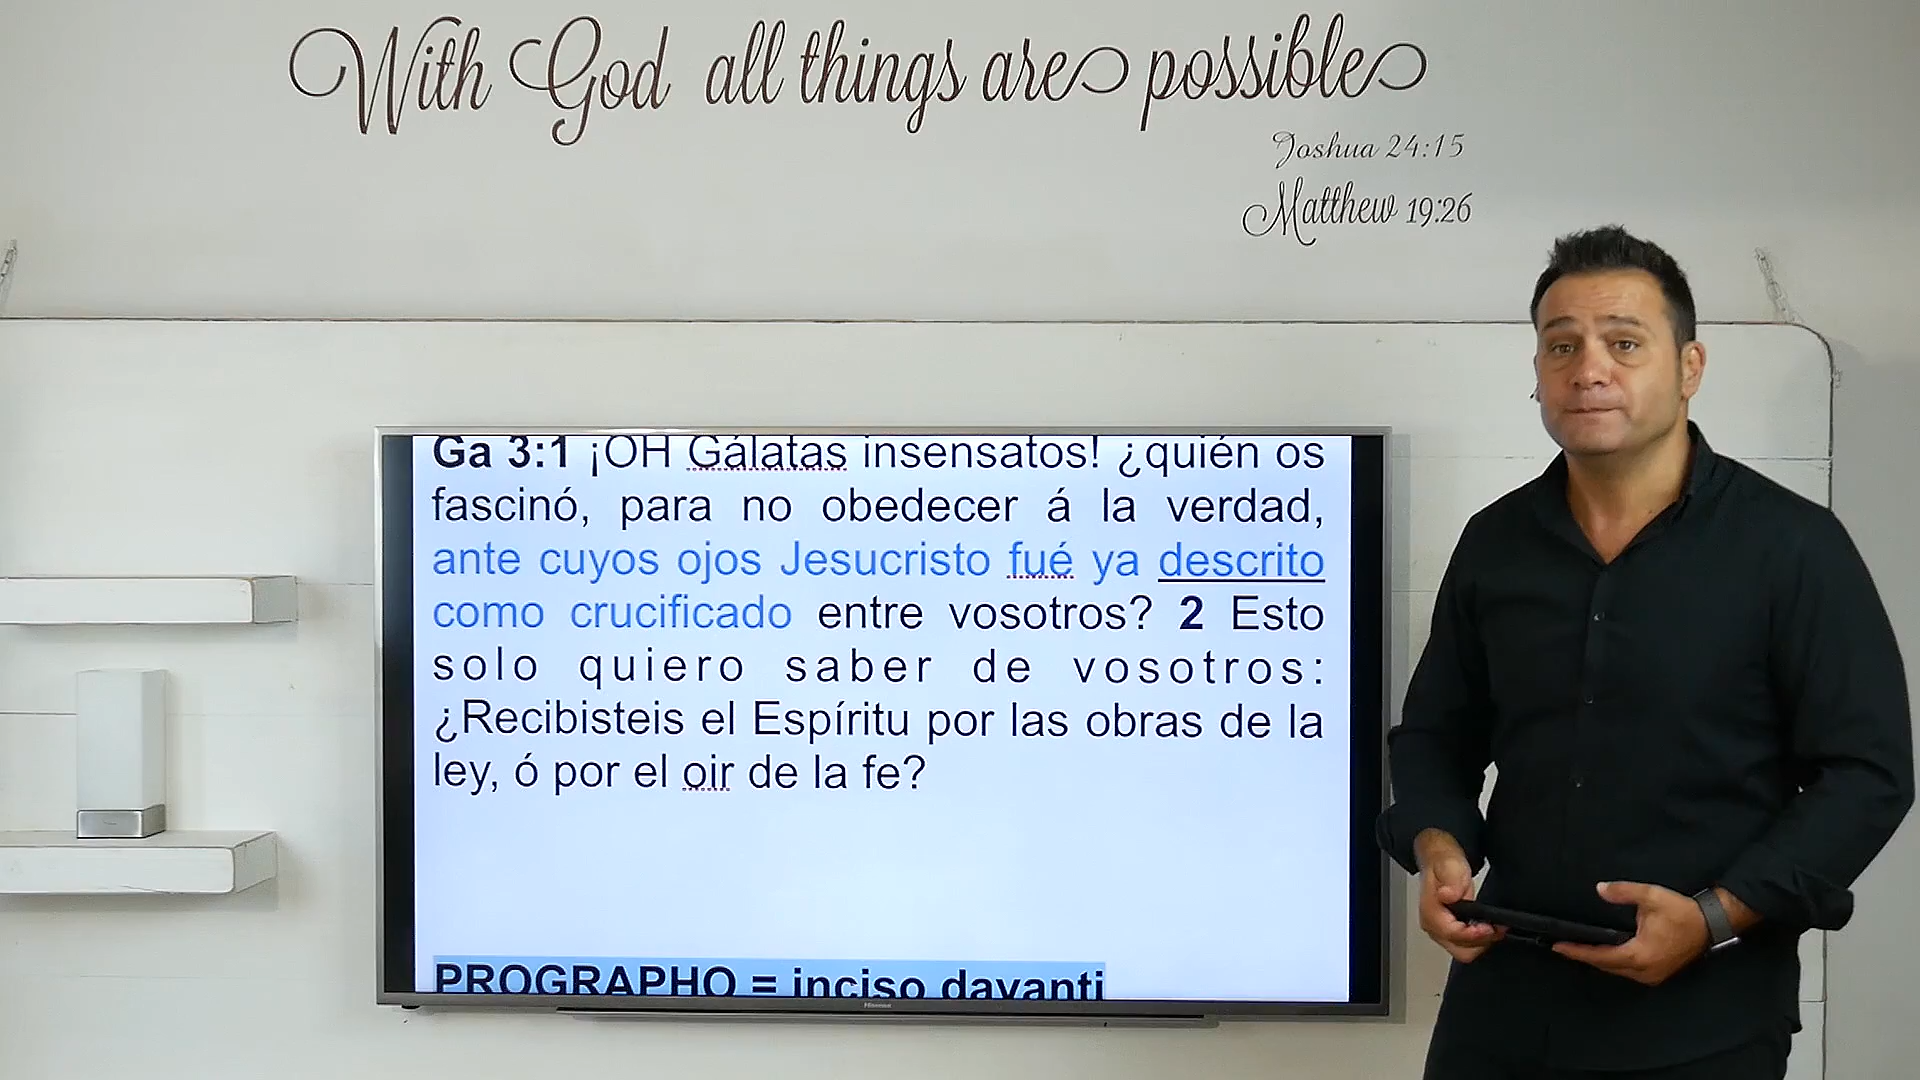 With God all things are possible
Joshua 24:15
Matthew 19:26
Ga 3:1 ¡OH Gálatas insensatos! ¿quién os
fascinó, para no obedecer á la verdad,
ante cuyos ojos Jesucristo fué ya descrito
como crucificado entre vosotros? 2 Esto
solo quiero saber de vosotros:
¿Recibisteis el Espíritu por las obras de la
ley, ó por el oir de la fe?
PROGRAPHO = inciso davanti
Hisense